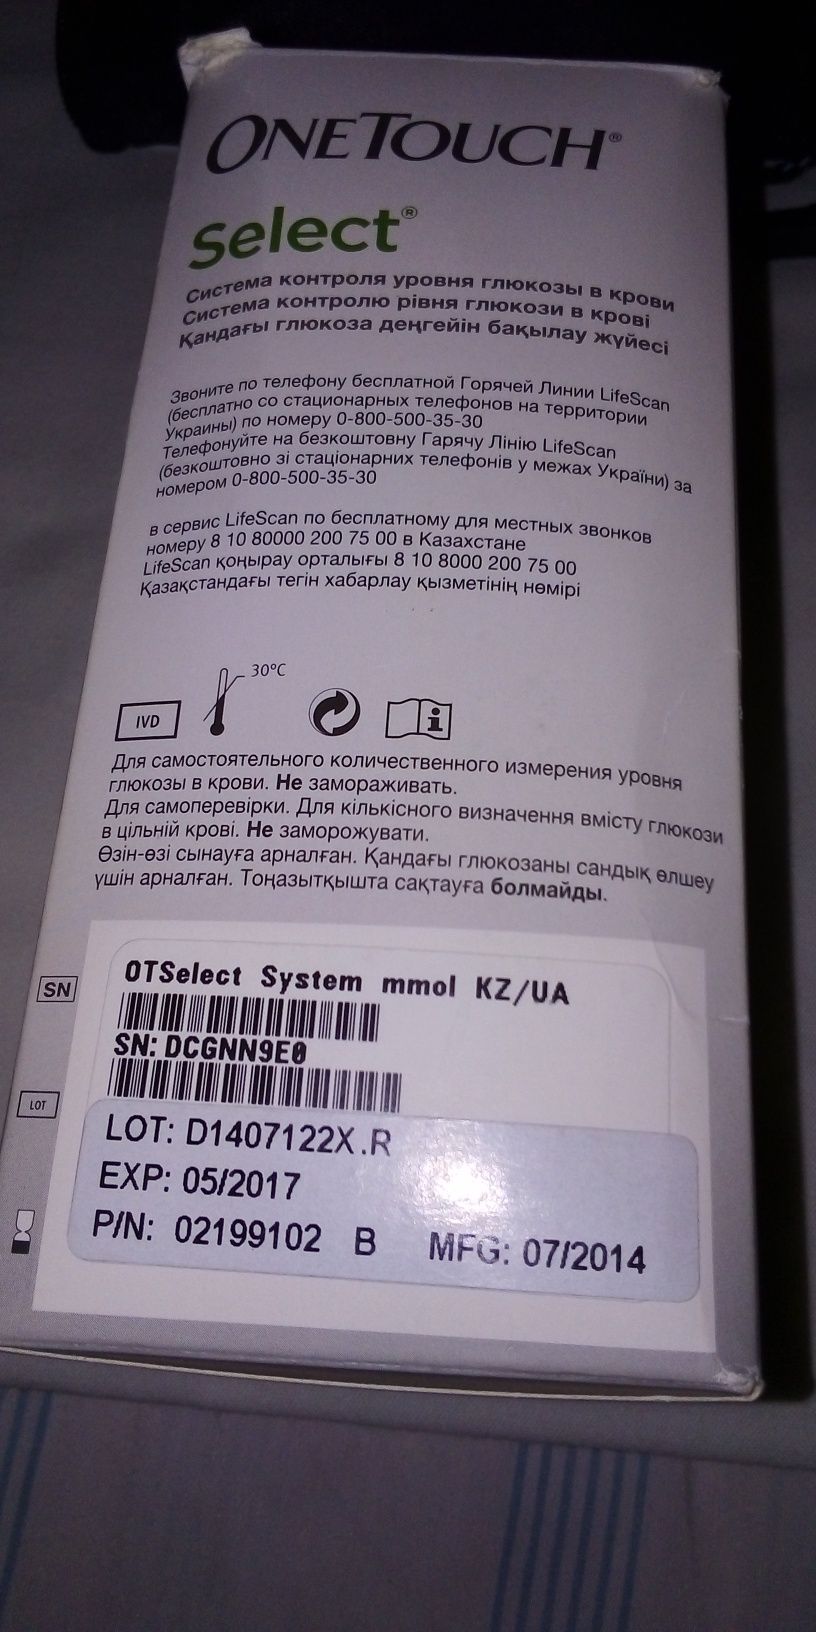 ONETOUCH®
Select®
Система контроля уровня глюкозы в крови
Система контролю рівня глюкози в крові
Қандағы глюкоза деңгейін бақылау жүйесі
Звоните по телефону бесплатной Горячей Линии LifeScan
(бесплатно со стационарных телефонов на территории
Украины) по номеру 0-800-500-35-30
Телефонуйте на безкоштовну Гарячу Лінію LifeScan
(безкоштовно зі стаціонарних телефонів у межах України) за
номером 0-800-500-35-30
в сервис LifeScan по бесплатному для местных звонков
номеру 8 10 80000 200 75 00 в Казахстане
LifeScan қоңырау орталығы 8 10 8000 200 75 00
Қазақстандағы тегін хабарлау қызметінің нөмірі
30°C
IVD
i
Для самостоятельного количественного измерения уровня
глюкозы в крови. Не замораживать.
Для самоперевірки. Для кількісного визначення вмісту глюкози
в цільній крові. Не заморожувати.
Өзін-өзі сынауға арналған. Қандағы глюкозаны сандық өлшеу
үшін арналған. Тоңазытқышта сақтауға болмайды.
OTSelect System mmol KZ/UA
SN
SN: DCGNN9E0
LOT
LOT: D1407122X.R
EXP: 05/2017
P/N: 02199102 B MFG: 07/2014